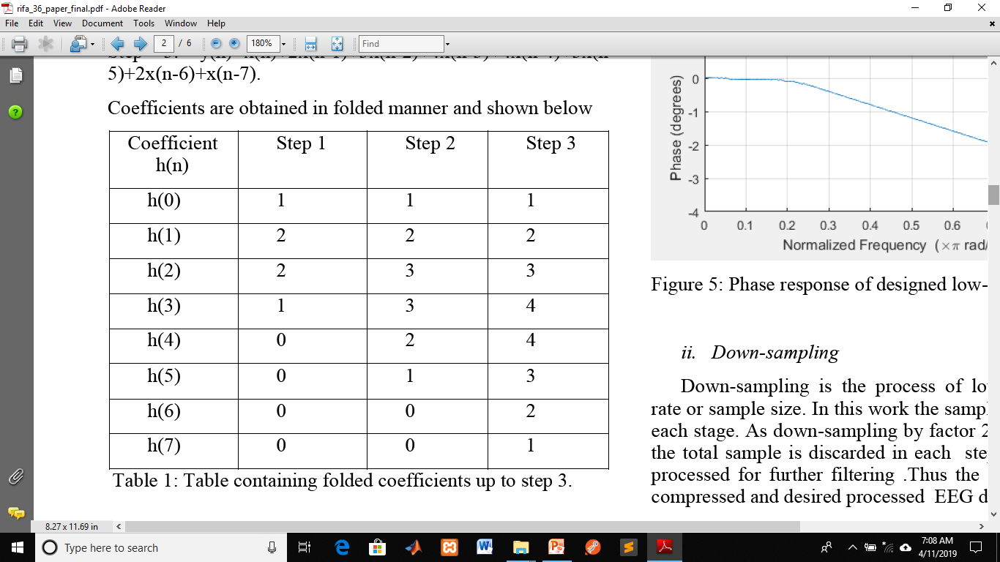 rifa_36_paper_final.pdf - Adobe Reader
File Edit View Document Tools Window Help
2 / 6 180% Find
5)+2x(n-6)+x(n-7).
Coefficients are obtained in folded manner and shown below
Coefficient h(n) Step 1 Step 2 Step 3
h(0) 1 1 1
h(1) 2 2 2
h(2) 2 3 3
h(3) 1 3 4
h(4) 0 2 4
h(5) 0 1 3
h(6) 0 0 2
h(7) 0 0 1
Table 1: Table containing folded coefficients up to step 3.
Phase (degrees)
0
-1
-2
-3
-4
0 0.1 0.2 0.3 0.4 0.5 0.6
Normalized Frequency (×π rad/
Figure 5: Phase response of designed low-
ii. Down-sampling
Down-sampling is the process of lo
rate or sample size. In this work the samp
each stage. As down-sampling by factor 2
the total sample is discarded in each ste
processed for further filtering .Thus the
compressed and desired processed EEG d
8.27 x 11.69 in
Type here to search
7:08 AM
4/11/2019